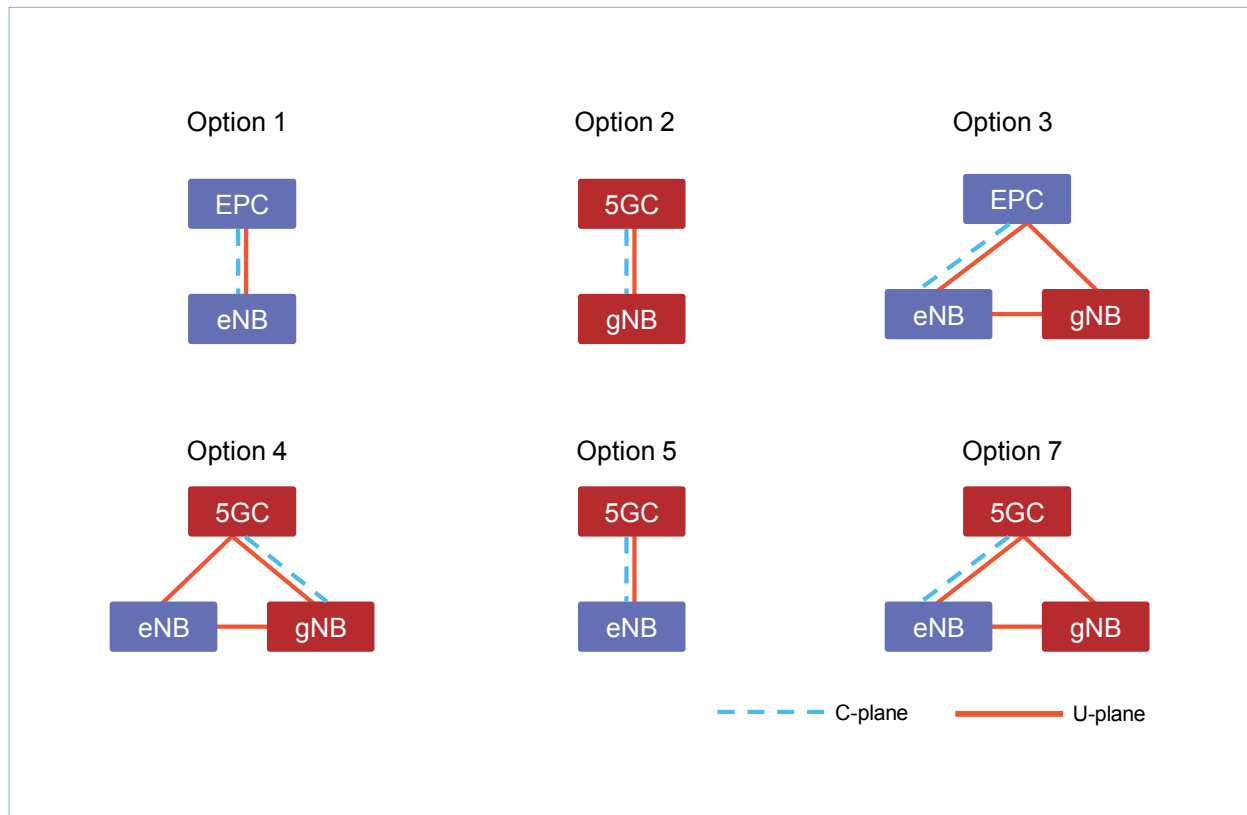 Option 1
EPC
eNB
Option 2
5GC
gNB
Option 3
EPC
eNB
gNB
Option 4
5GC
eNB
gNB
Option 5
5GC
eNB
Option 7
5GC
eNB
gNB
C-plane
U-plane